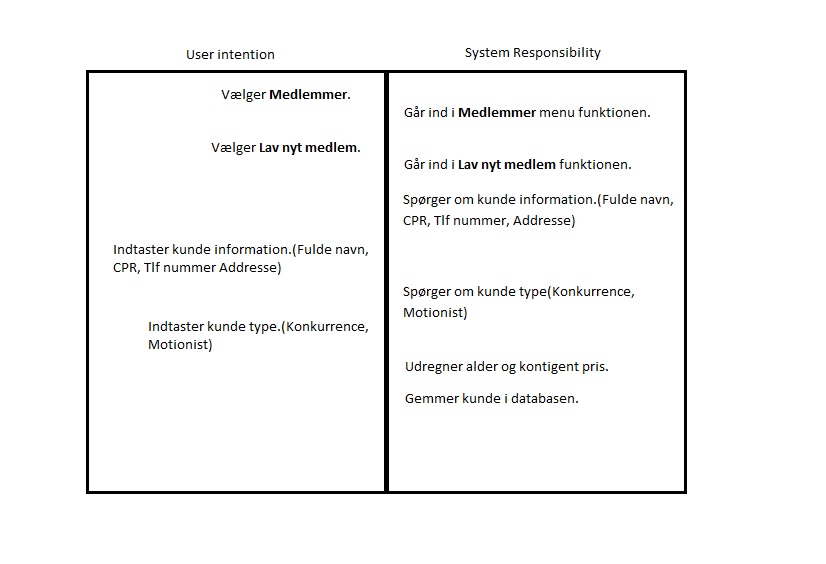 User intention
System Responsibility
Vælger Medlemmer.
Går ind i Medlemmer menu funktionen.
Vælger Lav nyt medlem.
Går ind i Lav nyt medlem funktionen.
Spørger om kunde information.(Fulde navn,
CPR, Tlf nummer, Addresse)
Indtaster kunde information.(Fulde navn,
CPR, Tlf nummer Addresse)
Spørger om kunde type(Konkurrence,
Motionist)
Indtaster kunde type.(Konkurrence,
Motionist)
Udregner alder og kontigent pris.
Gemmer kunde i databasen.